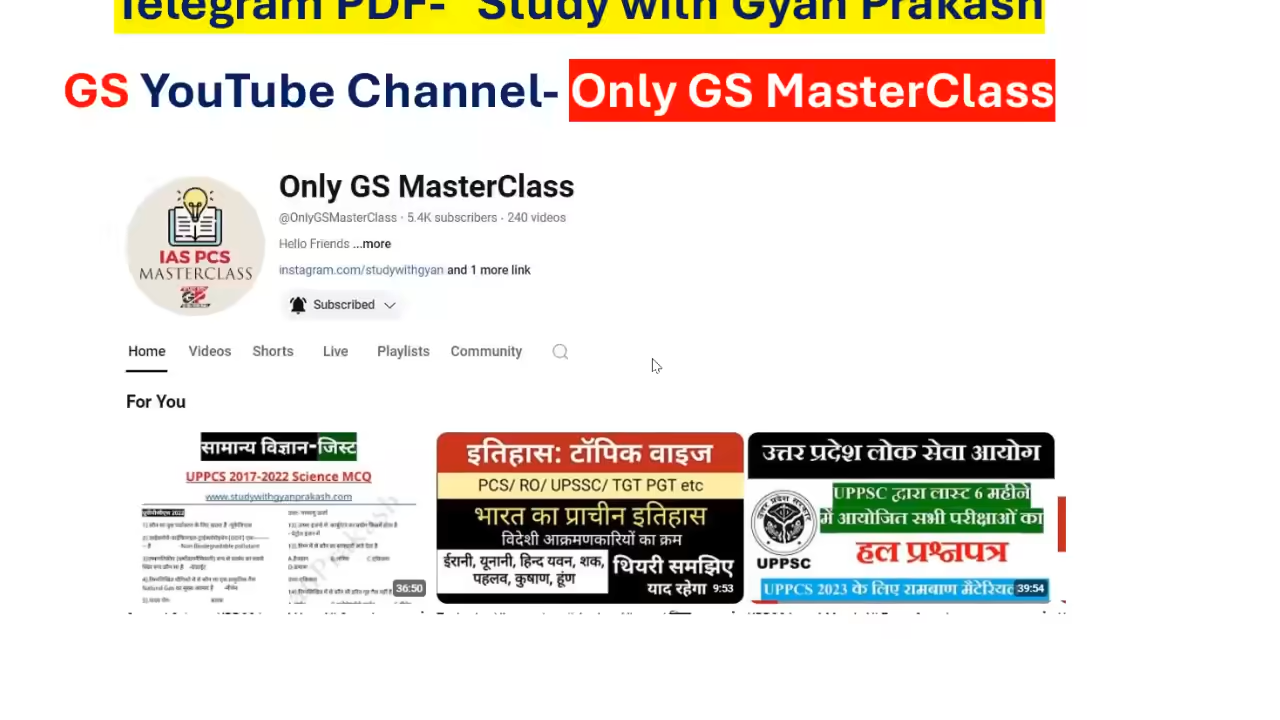 Telegram PDF- Study with Gyan Prakash
GS YouTube Channel- Only GS MasterClass
Only GS MasterClass
@OnlyGSMasterClass · 5.4K subscribers · 240 videos
Hello Friends ...more
instagram.com/studywithgyan and 1 more link
Subscribed
IAS PCS
MASTERCLASS
Home Videos Shorts Live Playlists Community
For You
सामान्य विज्ञान-जिस्ट
UPPCS 2017-2022 Science MCQ
www.studywithgyanprakash.com
36:50
इतिहास: टॉपिक वाइज
PCS/ RO/ UPSSC/ TGT PGT etc
भारत का प्राचीन इतिहास
विदेशी आक्रमणकारियों का क्रम
ईरानी, यूनानी, हिन्द यवन, शक,
पहलव, कुषाण, हूंण
थियरी समझिए
याद रहेगा 9:53
उत्तर प्रदेश लोक सेवा आयोग
UPPSC द्वारा लास्ट 6 महीने
में आयोजित सभी परीक्षाओं का
हल प्रश्नपत्र
UPPSC
UPPCS 2023 के लिए रामबाण मैटेरियल
39:54